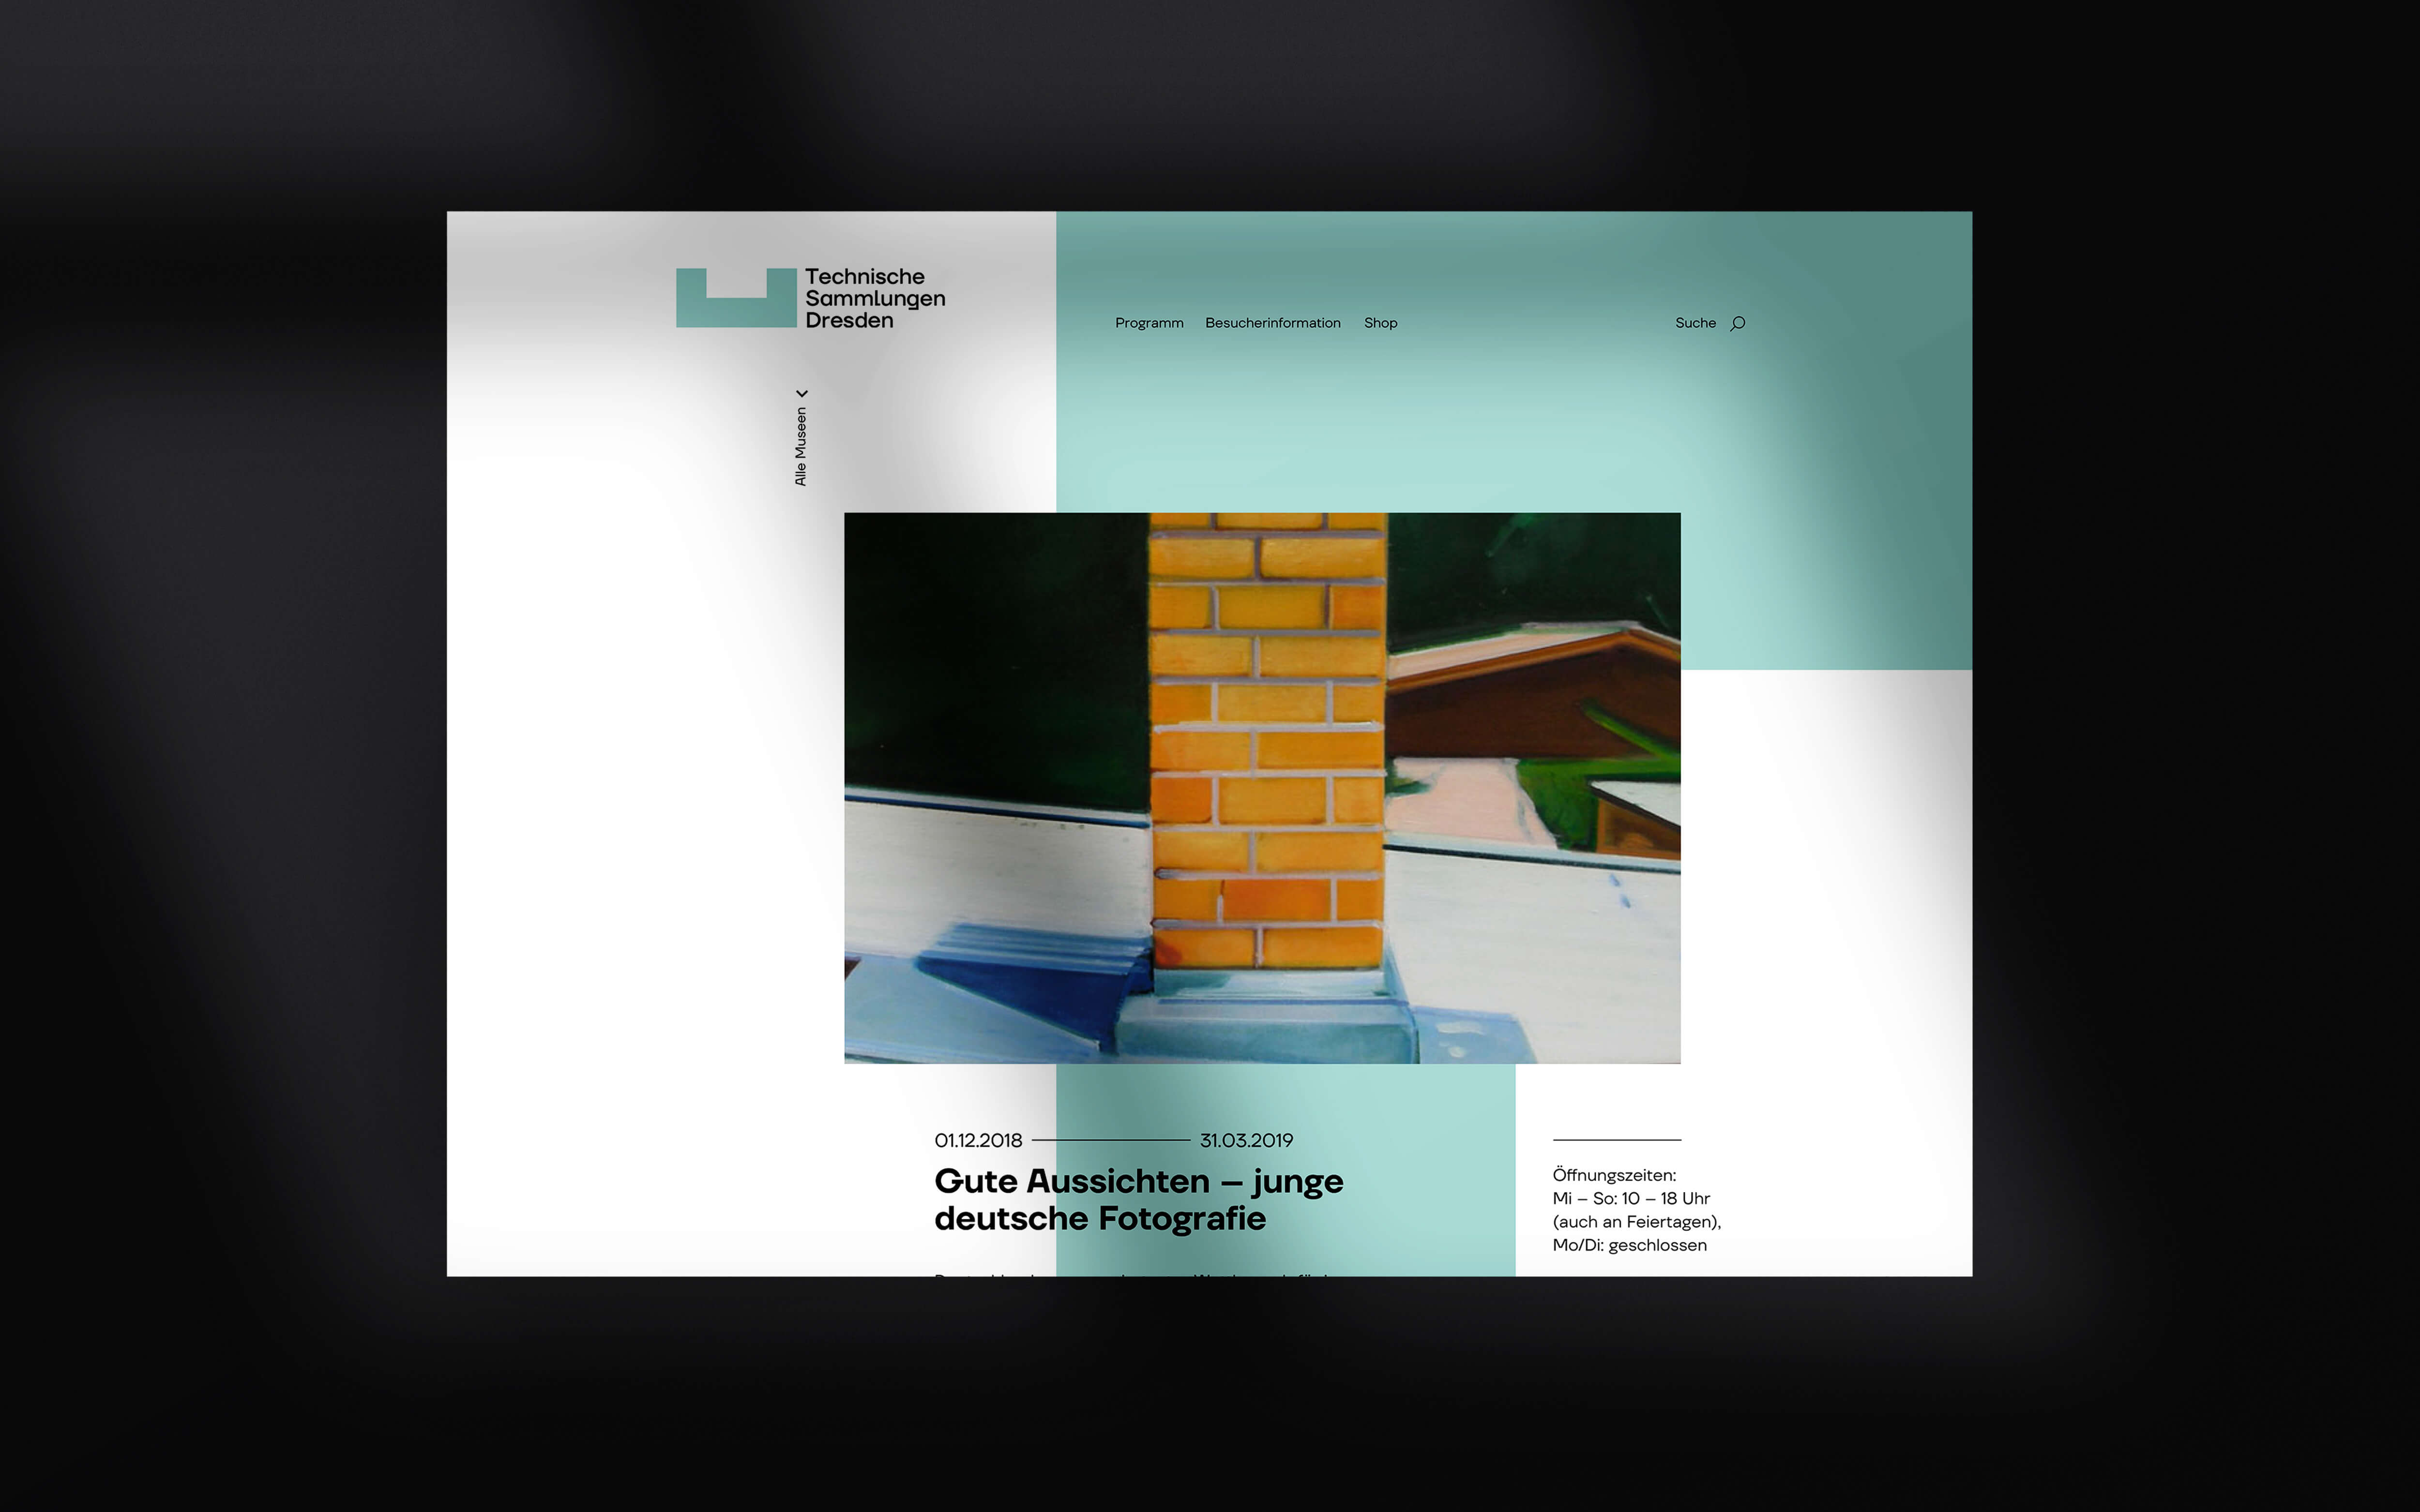 Technische
Sammlungen
Dresden
Programm Besucherinformation Shop
Suche
Alle Museen
01.12.2018 31.03.2019
Gute Aussichten – junge
deutsche Fotografie
Öffnungszeiten:
Mi – So: 10 – 18 Uhr
(auch an Feiertagen),
Mo/Di: geschlossen